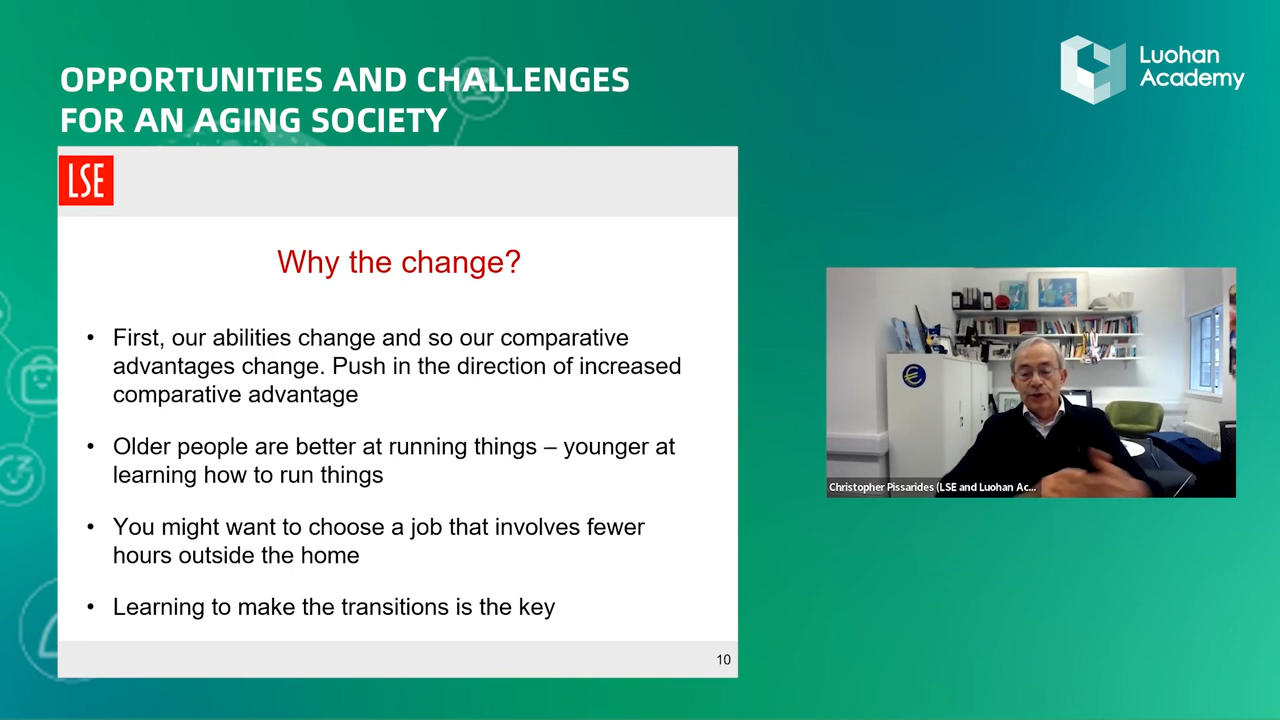 OPPORTUNITIES AND CHALLENGES
FOR AN AGING SOCIETY
Luohan
Academy
LSE
Why the change?
• First, our abilities change and so our comparative
advantages change. Push in the direction of increased
comparative advantage
• Older people are better at running things – younger at
learning how to run things
• You might want to choose a job that involves fewer
hours outside the home
• Learning to make the transitions is the key
10
Christopher Pissarides (LSE and Luohan Ac...